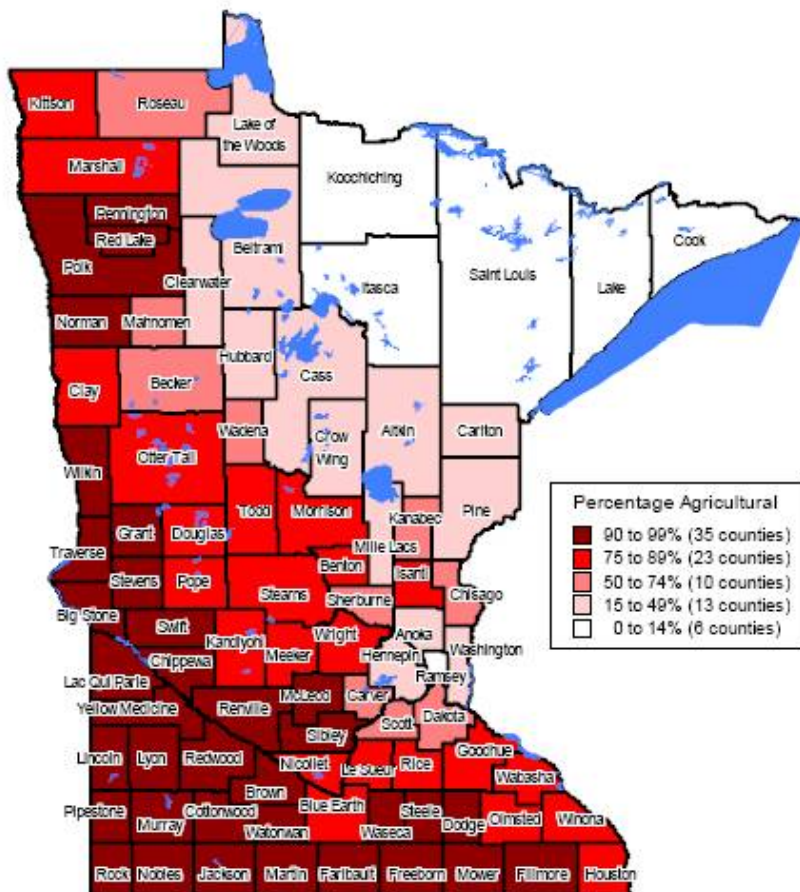 Kittson
Roseau
Lake of
the Woods
Marshall
Koochiching
Pennington
Red Lake
Beltrami
Polk
Clearwater
Itasca
Saint Louis
Lake
Cook
Norman
Mahnomen
Hubbard
Cass
Clay
Becker
Wadena
Crow
Wing
Aitkin
Carlton
Otter Tail
Wilkin
Todd
Morrison
Kanabec
Pine
Grant
Douglas
Mille Lacs
Traverse
Stevens
Pope
Benton
Isanti
Stearns
Sherburne
Chisago
Big Stone
Swift
Kandiyohi
Meeker
Wright
Anoka
Hennepin
Washington
Ramsey
Chippewa
Lac Qui Parle
Yellow Medicine
Renville
McLeod
Carver
Scott
Dakota
Sibley
Lincoln
Lyon
Redwood
Nicollet
Le Sueur
Rice
Goodhue
Wabasha
Brown
Pipestone
Murray
Cottonwood
Watonwan
Blue Earth
Waseca
Steele
Dodge
Olmsted
Winona
Rock
Nobles
Jackson
Martin
Faribault
Freeborn
Mower
Fillmore
Houston
Percentage Agricultural
90 to 99% (35 counties)
75 to 89% (23 counties)
50 to 74% (10 counties)
15 to 49% (13 counties)
0 to 14% (6 counties)